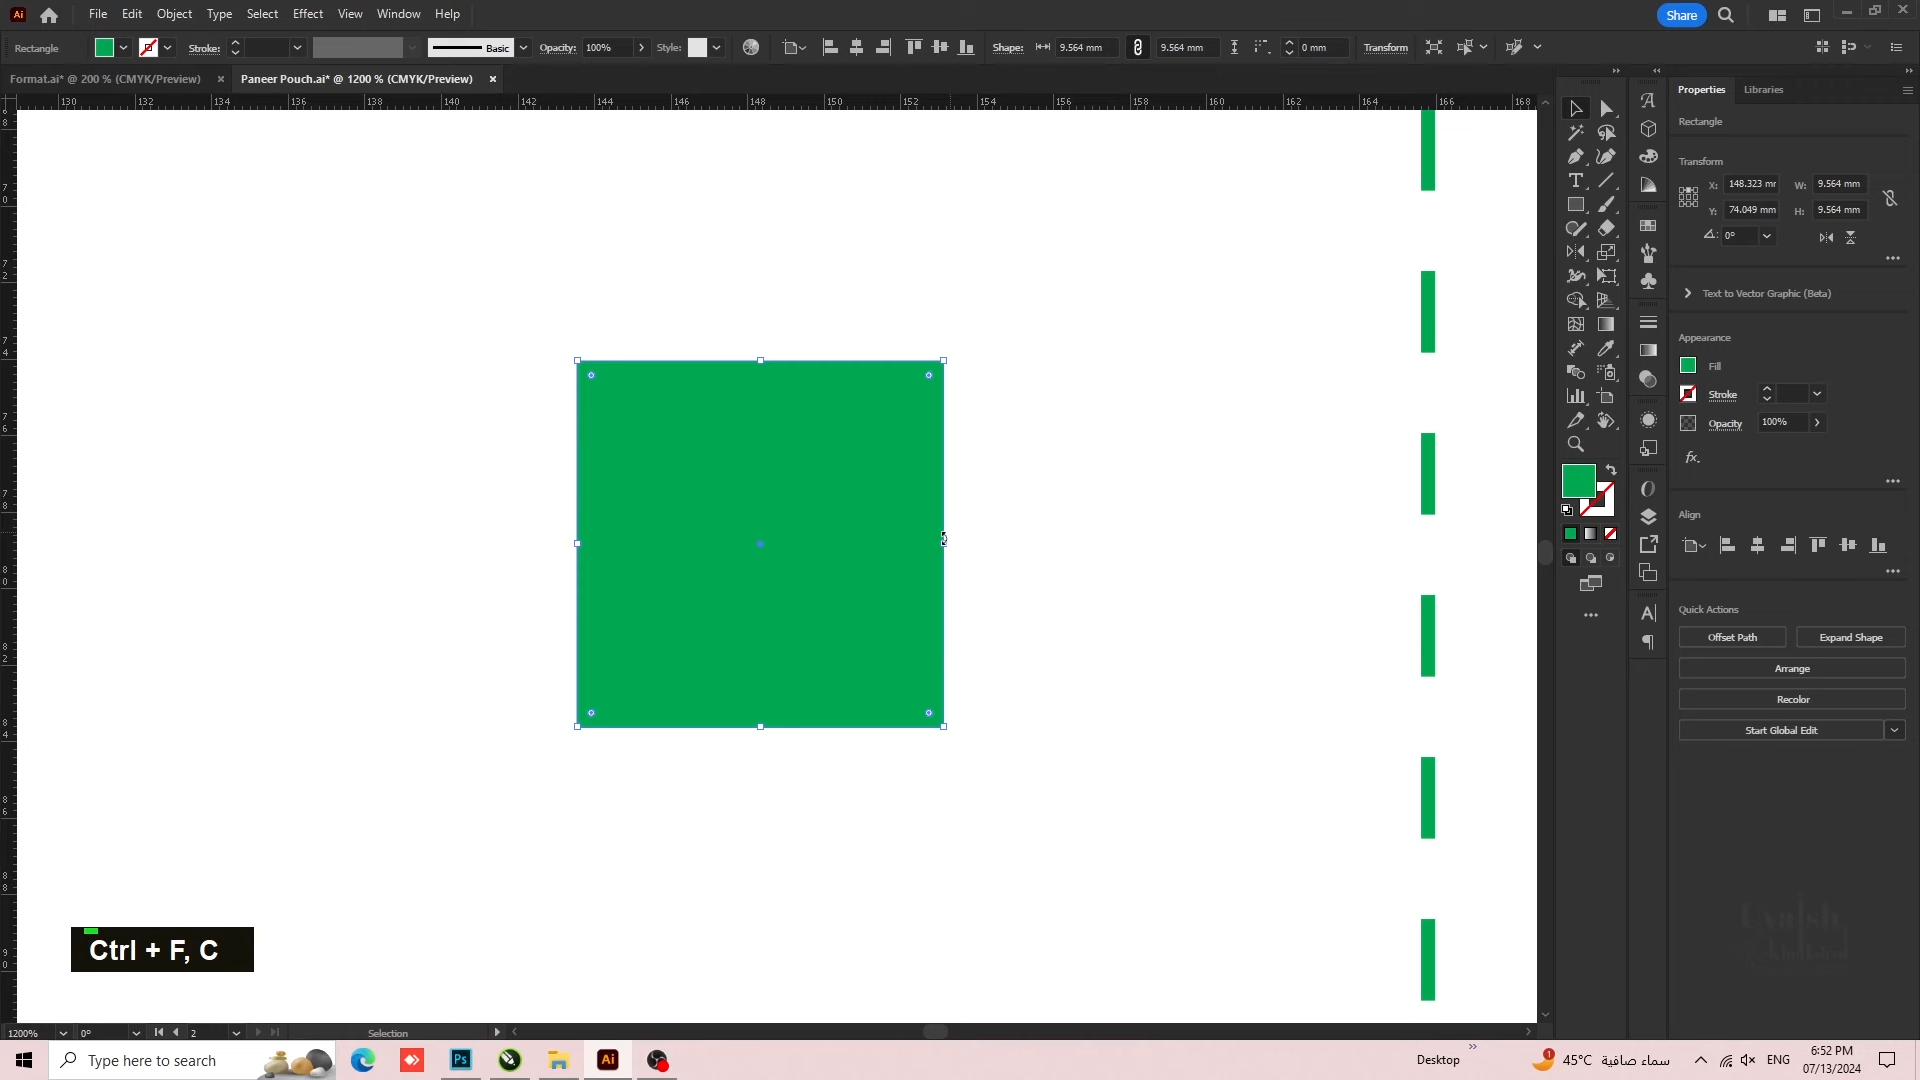 Ai File Edit Object Type Select Effect View Window Help Share
Rectangle Stroke: Basic Opacity: 100% Style: Shape: 9.564 mm 9.564 mm 0 mm Transform
Format.ai* @ 200 % (CMYK/Preview) × Paneer Pouch.ai* @ 1200 % (CMYK/Preview) ×
130 132 134 136 138 140 142 144 146 148 150 152 154 156 158 160 162 164 166 168
Properties Libraries
Rectangle
Transform
X: 148.323 mr W: 9.564 mm
Y: 74.049 mm H: 9.564 mm
0°
Text to Vector Graphic (Beta)
Appearance
Fill
Stroke
Opacity 100%
fx.
Align
Quick Actions
Offset Path Expand Shape
Arrange
Recolor
Start Global Edit
Ctrl + F, C
1200% 0° 2 Selection
Type here to search Ps Ai Desktop 1 45°C سماء صافية ENG 6:52 PM
07/13/2024